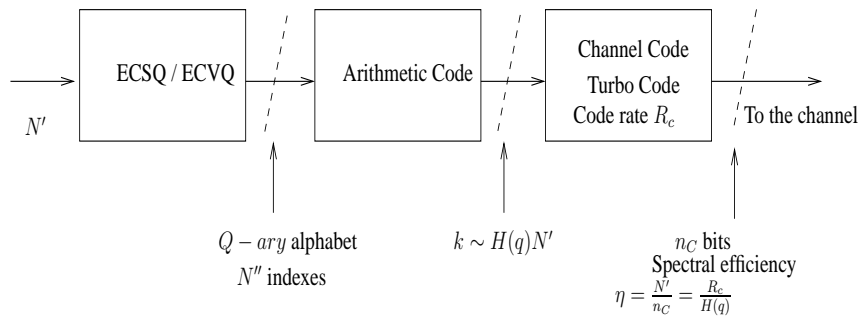 ECSQ / ECVQ
Arithmetic Code
Channel Code
Turbo Code
Code rate R_c
N′
To the channel
Q − ary alphabet
N″ indexes
k ∼ H(q)N′
n_C bits
Spectral efficiency
η = N′/n_C = R_c/H(q)